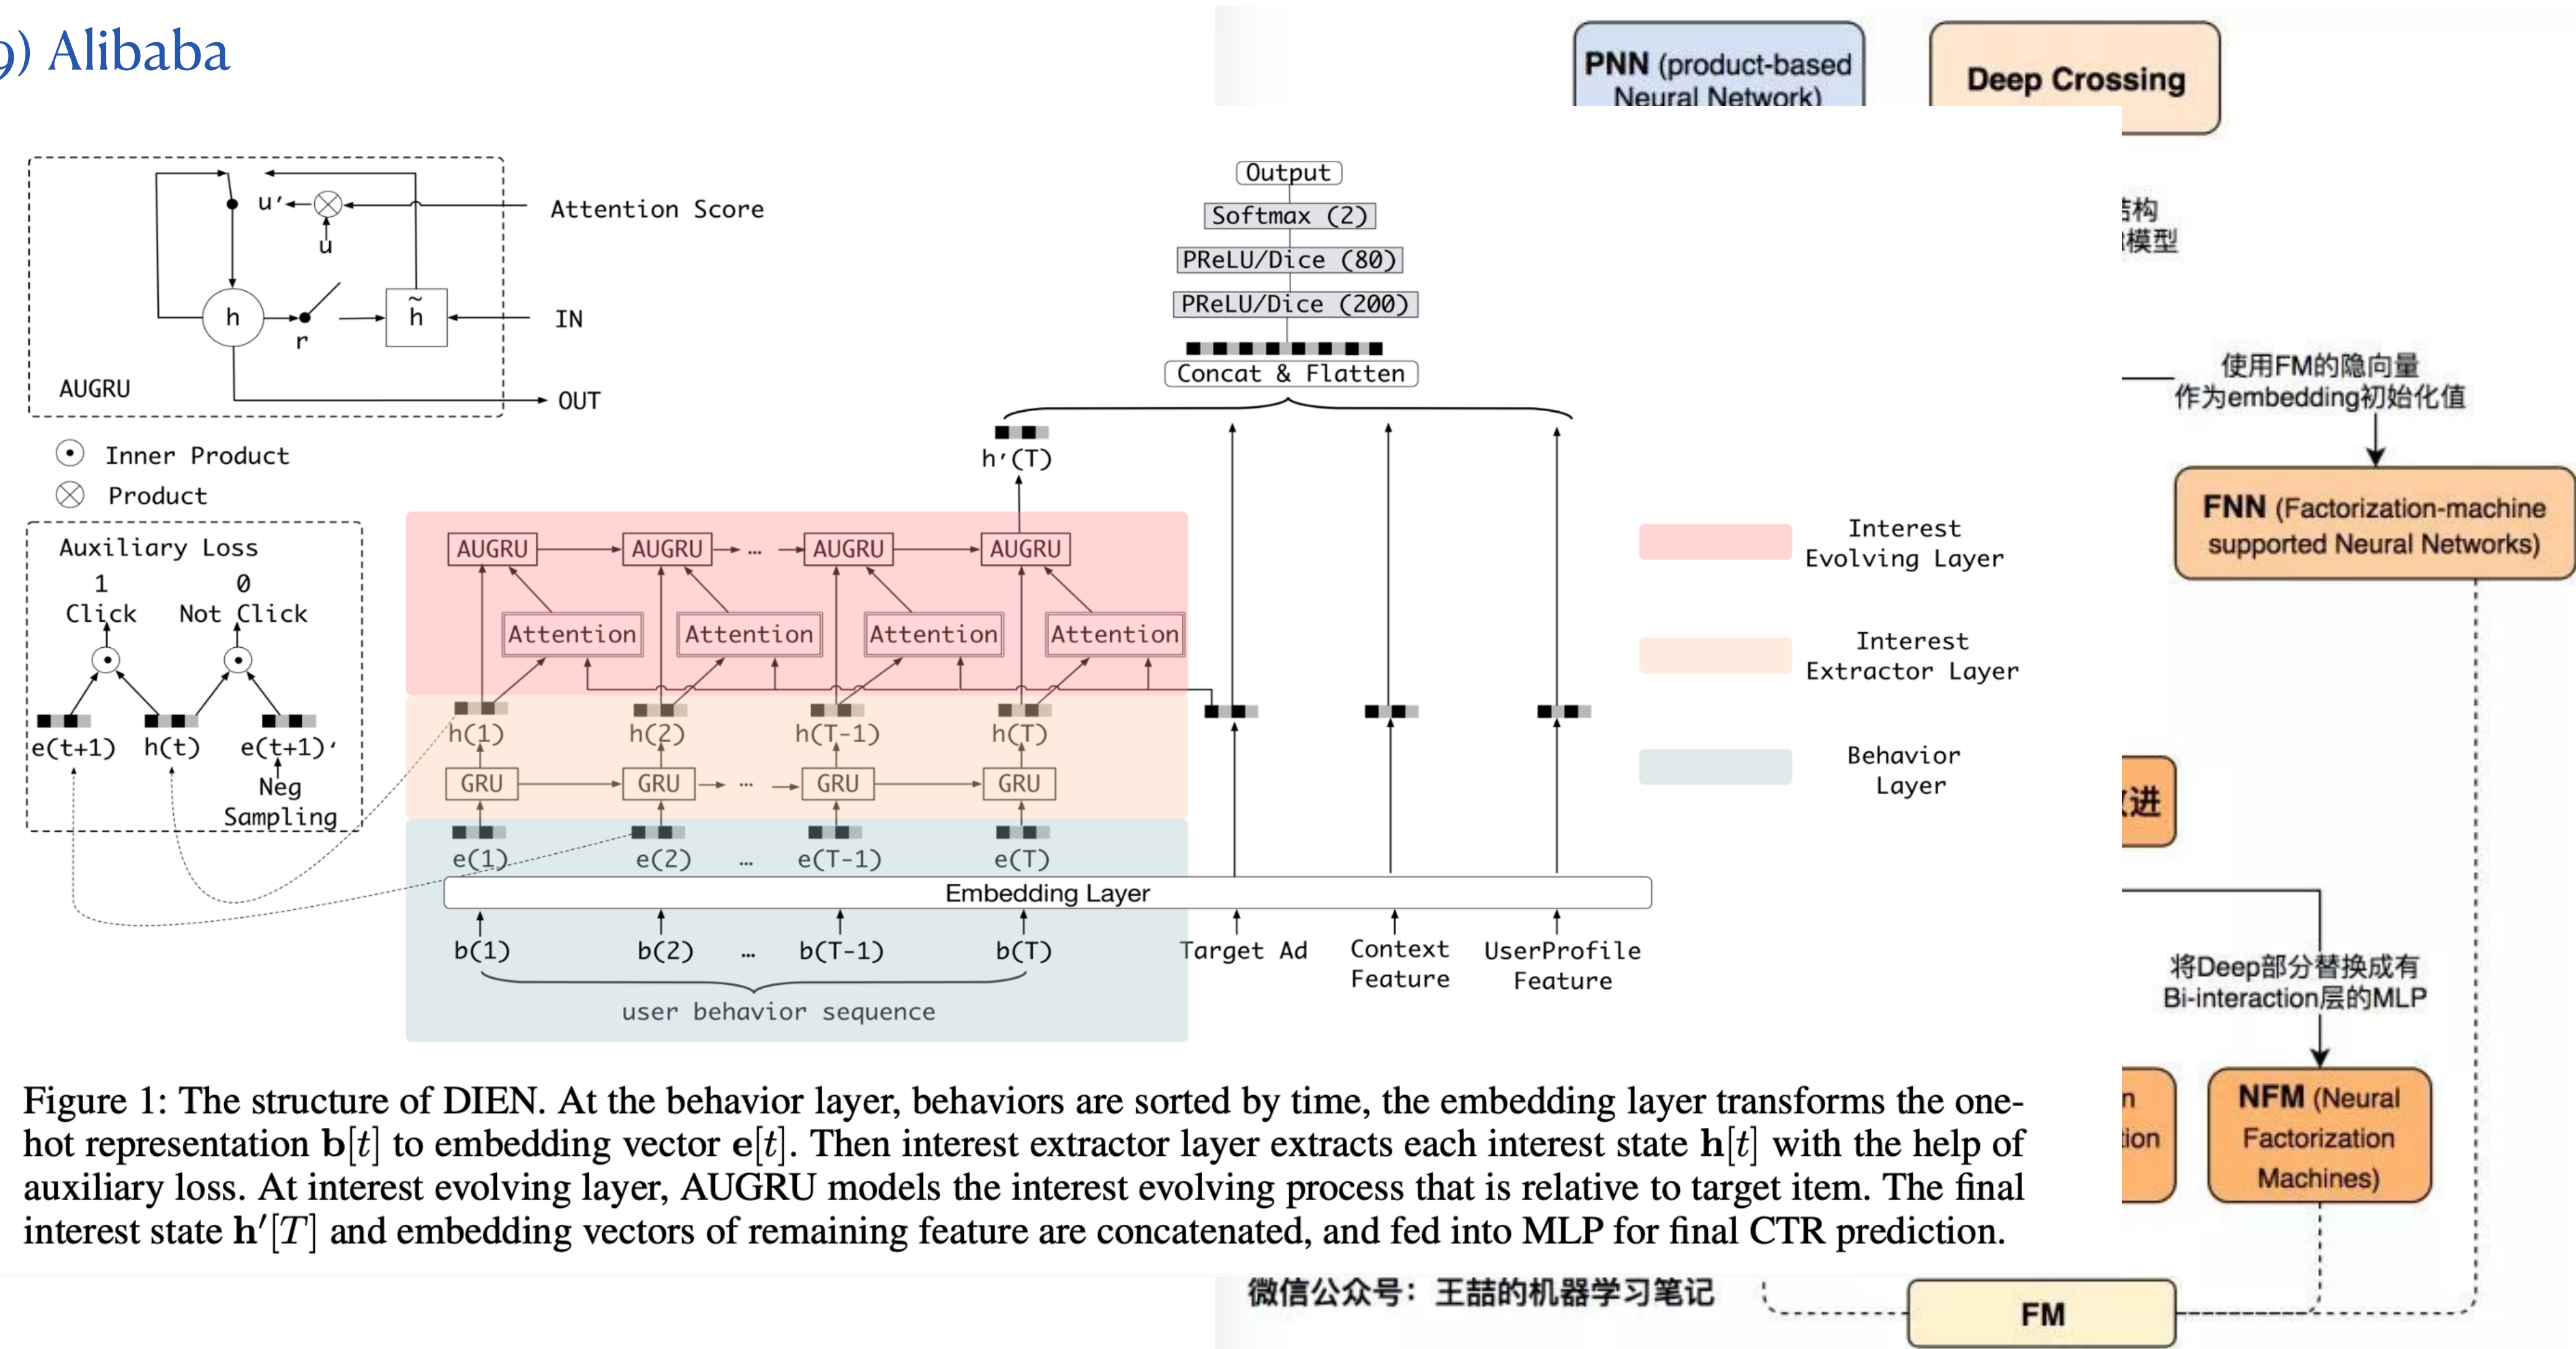 9) Alibaba
PNN (product-based
Neural Network)
Deep Crossing
Output
Softmax (2)
PReLU/Dice (80)
PReLU/Dice (200)
Concat & Flatten
u′
u
Attention Score
h
r
h̃
IN
AUGRU
OUT
Inner Product
Product
Auxiliary Loss
1
0
Click
Not Click
e(t+1)
h(t)
e(t+1)′
Neg
Sampling
h′(T)
AUGRU
AUGRU
...
AUGRU
AUGRU
Attention
Attention
Attention
Attention
h(1)
h(2)
h(T-1)
h(T)
GRU
GRU
...
GRU
GRU
e(1)
e(2)
...
e(T-1)
e(T)
Embedding Layer
b(1)
b(2)
...
b(T-1)
b(T)
Target Ad
Context
Feature
UserProfile
Feature
user behavior sequence
Interest
Evolving Layer
Interest
Extractor Layer
Behavior
Layer
结构
模型
使用FM的隐向量
作为embedding初始化值
FNN (Factorization-machine
supported Neural Networks)
改进
将Deep部分替换成有
Bi-interaction层的MLP
n
tion
NFM (Neural
Factorization
Machines)
Figure 1: The structure of DIEN. At the behavior layer, behaviors are sorted by time, the embedding layer transforms the one-
hot representation b[t] to embedding vector e[t]. Then interest extractor layer extracts each interest state h[t] with the help of
auxiliary loss. At interest evolving layer, AUGRU models the interest evolving process that is relative to target item. The final
interest state h′[T] and embedding vectors of remaining feature are concatenated, and fed into MLP for final CTR prediction.
微信公众号：王喆的机器学习笔记
FM